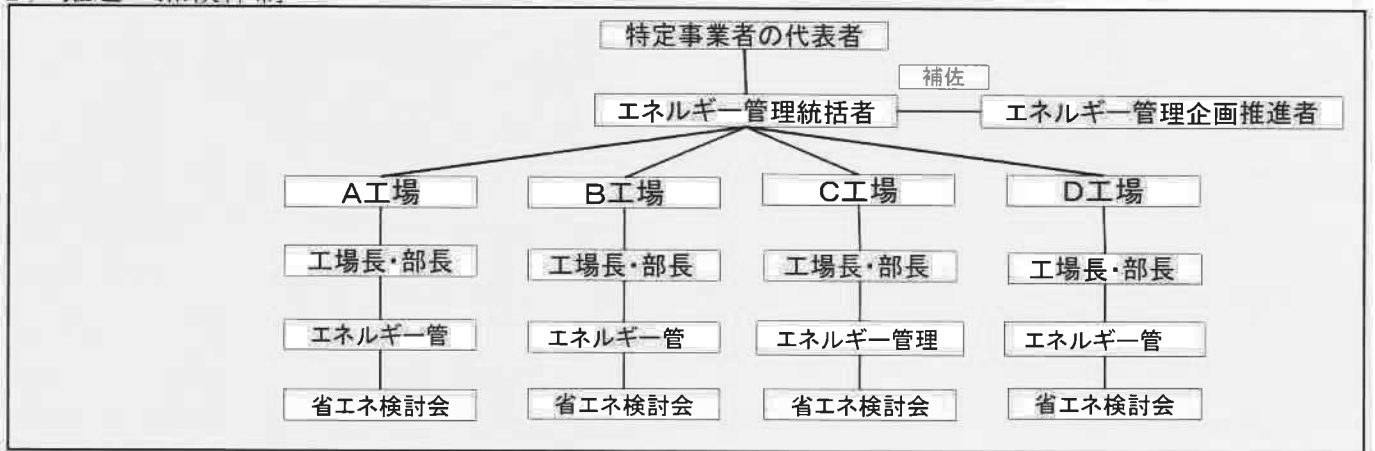 特定事業者の代表者
補佐
エネルギー管理統括者 エネルギー管理企画推進者
A工場 B工場 C工場 D工場
工場長・部長 工場長・部長 工場長・部長 工場長・部長
エネルギー管 エネルギー管 エネルギー管理 エネルギー管
省エネ検討会 省エネ検討会 省エネ検討会 省エネ検討会